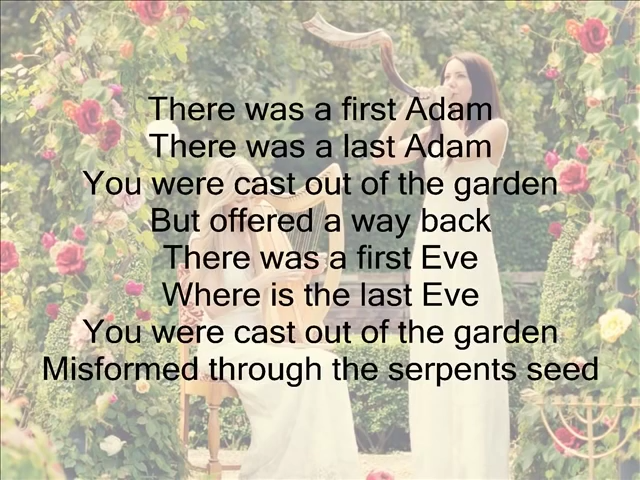 There was a first Adam
There was a last Adam
You were cast out of the garden
But offered a way back
There was a first Eve
Where is the last Eve
You were cast out of the garden
Misformed through the serpents seed